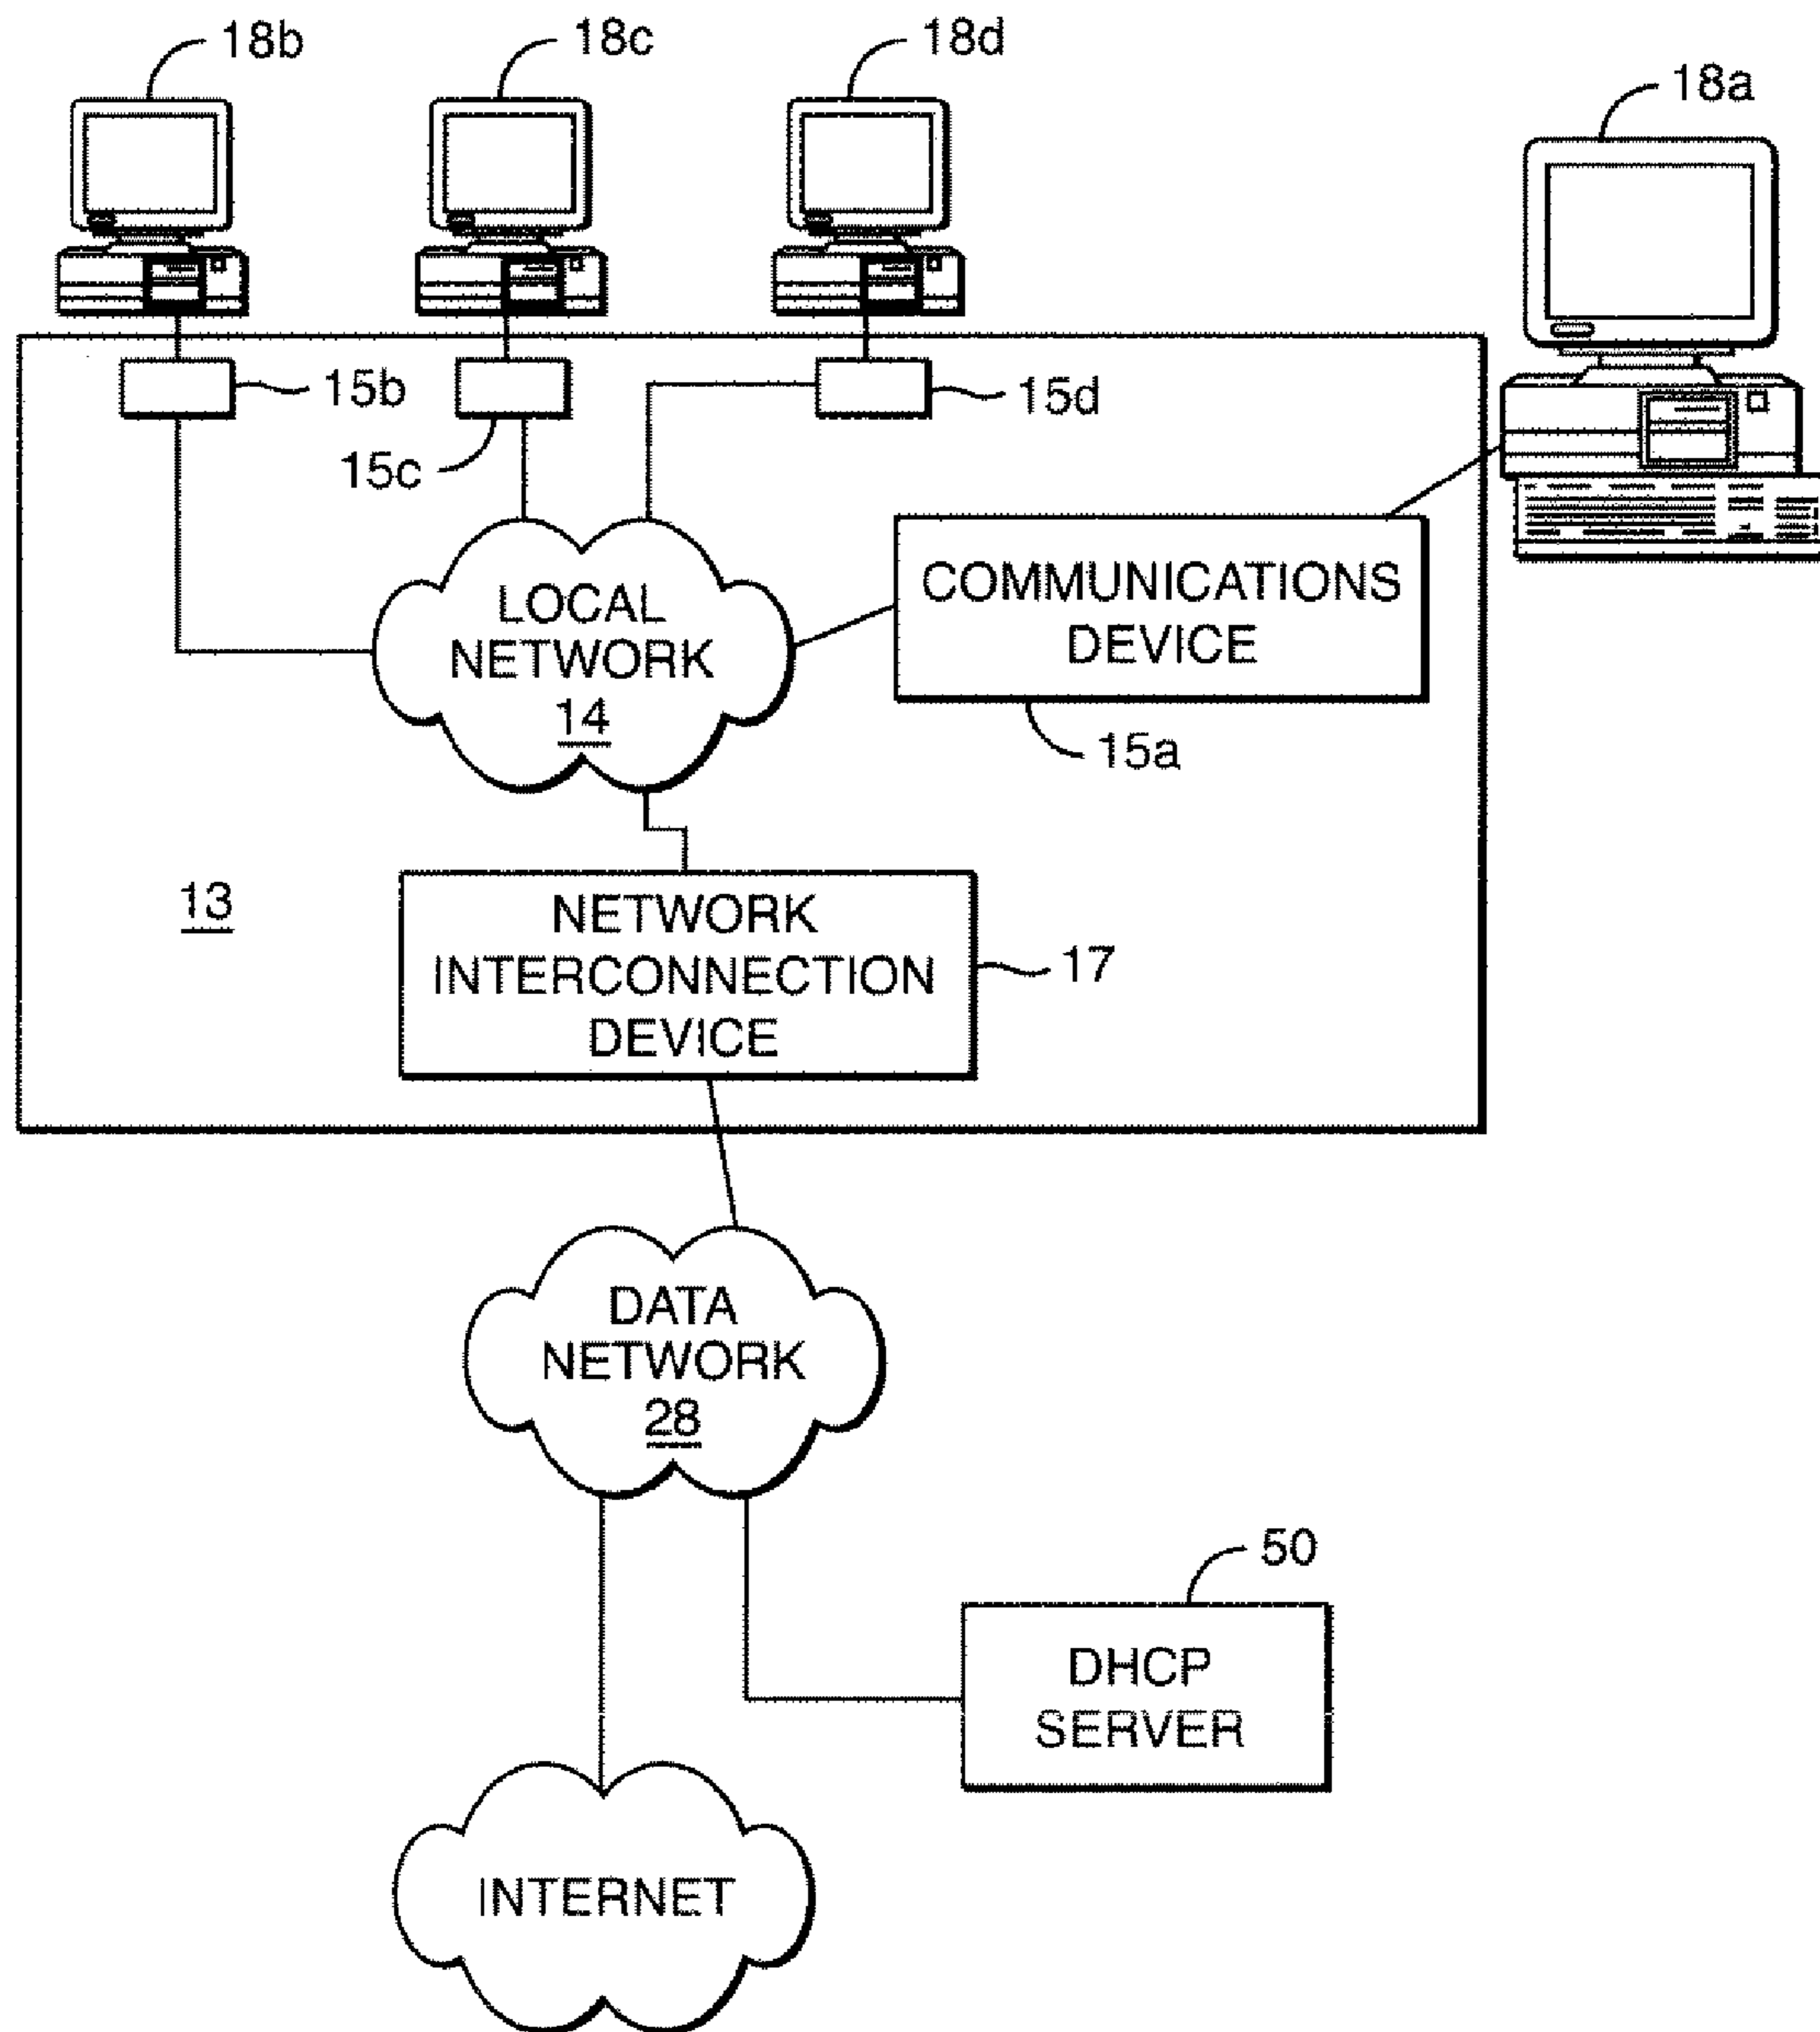 18b
18c
18d
18a
15b
15c
15d
LOCAL
NETWORK
14
COMMUNICATIONS
DEVICE
15a
13
NETWORK
INTERCONNECTION
DEVICE
17
DATA
NETWORK
28
50
DHCP
SERVER
INTERNET